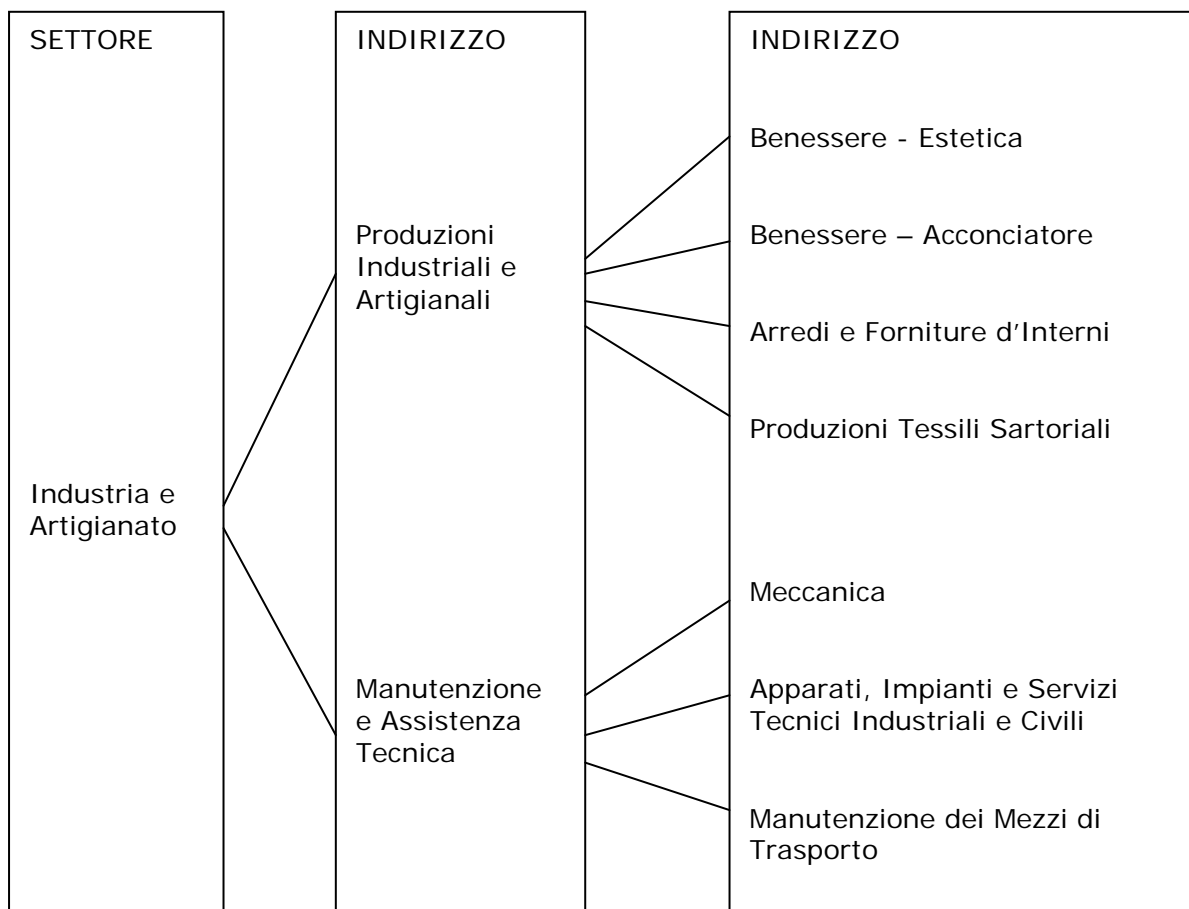 SETTORE
Industria e
Artigianato
INDIRIZZO
Produzioni
Industriali e
Artigianali
Manutenzione
e Assistenza
Tecnica
INDIRIZZO
Benessere - Estetica
Benessere – Acconciatore
Arredi e Forniture d’Interni
Produzioni Tessili Sartoriali
Meccanica
Apparati, Impianti e Servizi
Tecnici Industriali e Civili
Manutenzione dei Mezzi di
Trasporto